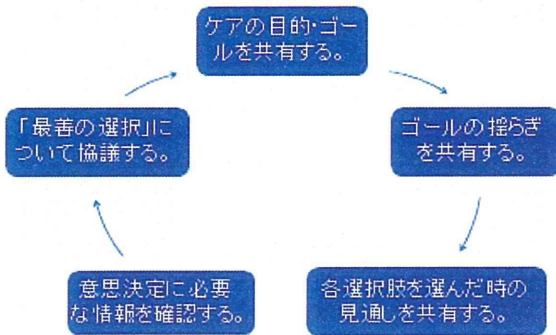 ケアの目的・ゴー
ルを共有する。
ゴールの揺らぎ
を共有する。
各選択肢を選んだ時の
見通しを共有する。
意思決定に必要
な情報を確認する。
「最善の選択」に
ついて協議する。